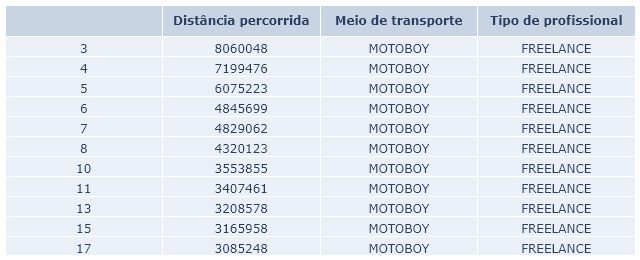 Distância percorrida Meio de transporte Tipo de profissional
3 8060048 MOTOBOY FREELANCE
4 7199476 MOTOBOY FREELANCE
5 6075223 MOTOBOY FREELANCE
6 4845699 MOTOBOY FREELANCE
7 4829062 MOTOBOY FREELANCE
8 4320123 MOTOBOY FREELANCE
10 3553855 MOTOBOY FREELANCE
11 3407461 MOTOBOY FREELANCE
13 3208578 MOTOBOY FREELANCE
15 3165958 MOTOBOY FREELANCE
17 3085248 MOTOBOY FREELANCE